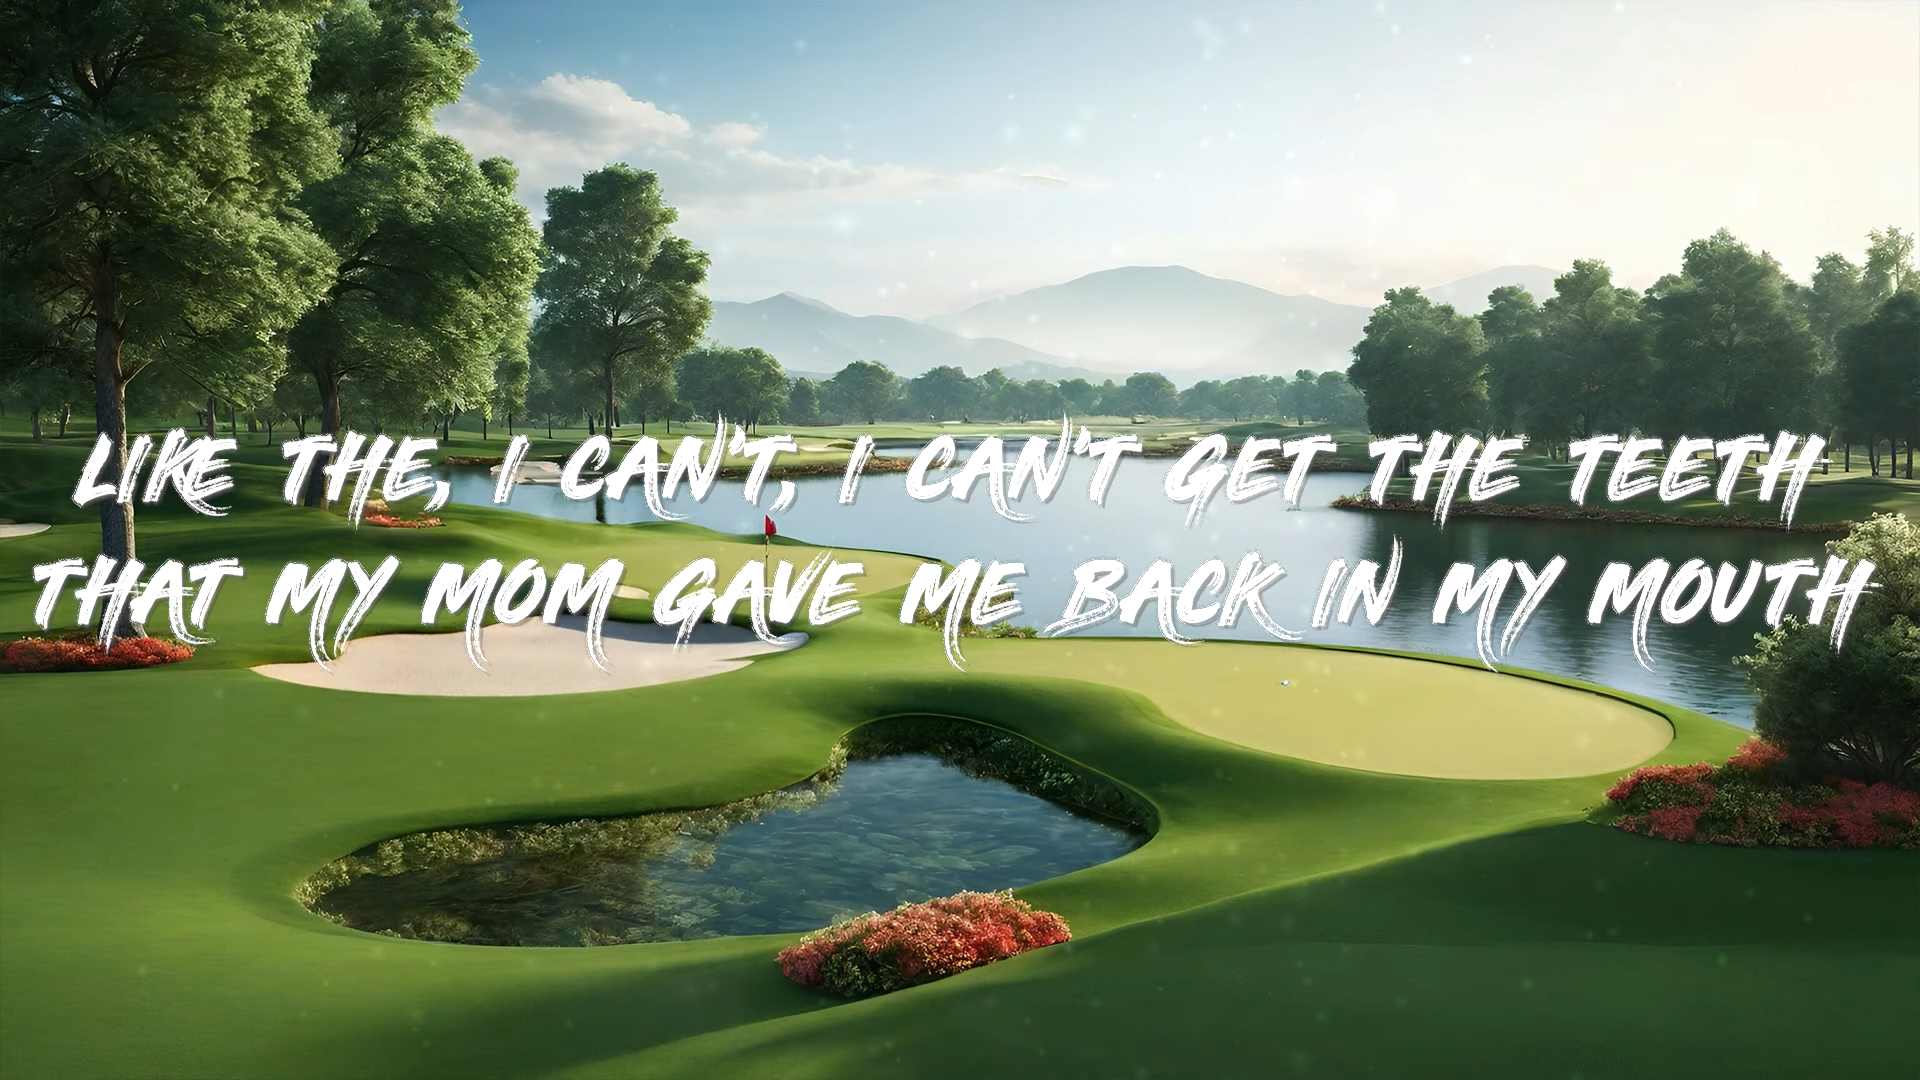 LIKE THE, I CAN'T, I CAN'T GET THE TEETH
THAT MY MOM GAVE ME BACK IN MY MOUTH